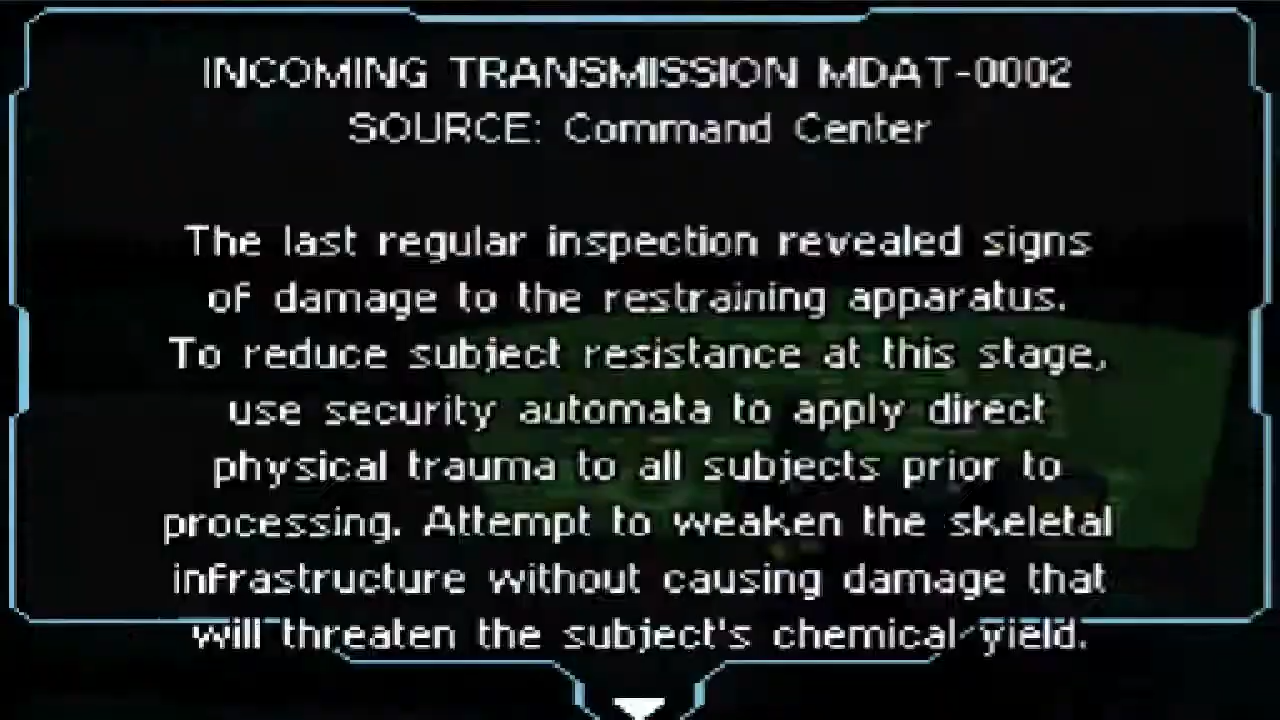 INCOMING TRANSMISSION MDAT-0002
SOURCE: Command Center
The last regular inspection revealed signs
of damage to the restraining apparatus.
To reduce subject resistance at this stage,
use security automata to apply direct
physical trauma to all subjects prior to
processing. Attempt to weaken the skeletal
infrastructure without causing damage that
will threaten the subject's chemical yield.